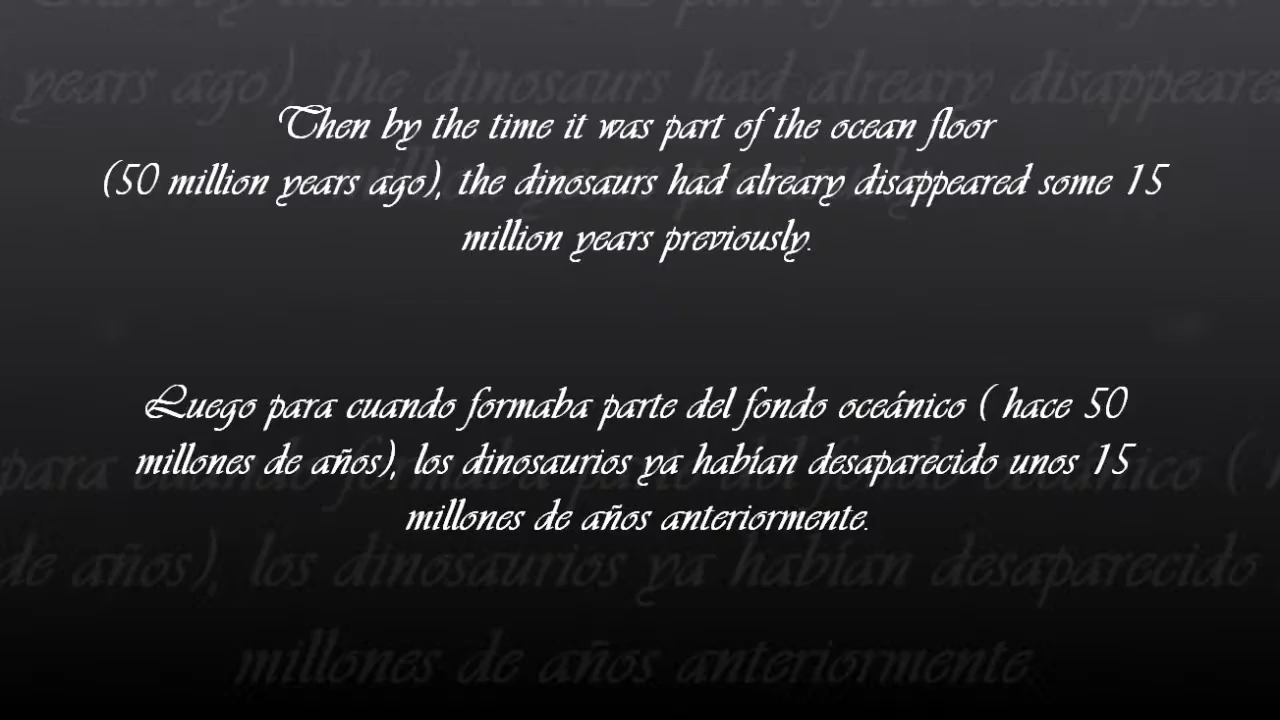 Then by the time it was part of the ocean floor
(50 million years ago), the dinosaurs had alreary disappeared some 15
million years previously.
Luego para cuando formaba parte del fondo oceánico ( hace 50
millones de años), los dinosaurios ya habían desaparecido unos 15
millones de años anteriormente.